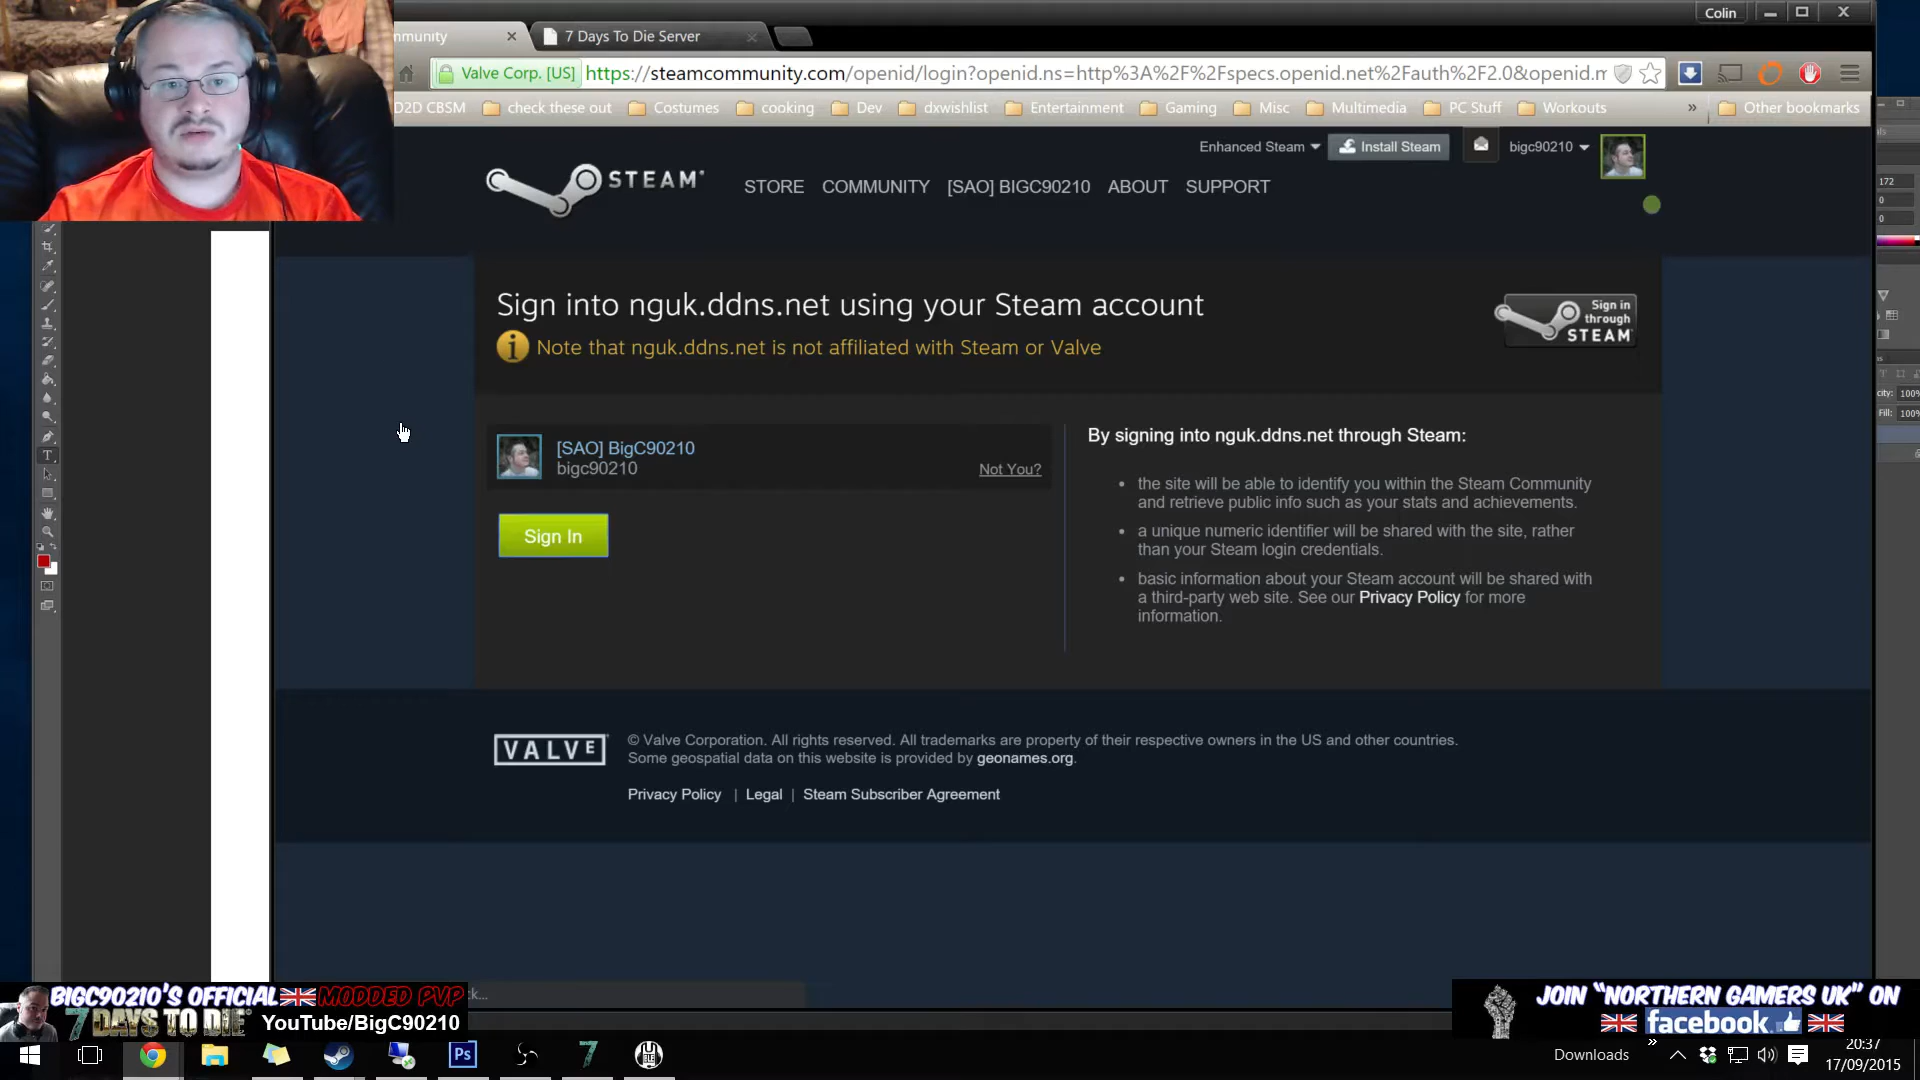 Colin
mmunity
7 Days To Die Server
Valve Corp. [US]
https://steamcommunity.com/openid/login?openid.ns=http%3A%2F%2Fspecs.openid.net%2Fauth%2F2.0&openid.m
D2D CBSM
check these out
Costumes
cooking
Dev
dxwishlist
Entertainment
Gaming
Misc
Multimedia
PC Stuff
Workouts
»
Other bookmarks
Enhanced Steam
Install Steam
bigc90210
STEAM
STORE
COMMUNITY
[SAO] BIGC90210
ABOUT
SUPPORT
172
0
0
Sign into nguk.ddns.net using your Steam account
Note that nguk.ddns.net is not affiliated with Steam or Valve
Sign in
through
STEAM
[SAO] BigC90210
bigc90210
Not You?
Sign In
By signing into nguk.ddns.net through Steam:
• the site will be able to identify you within the Steam Community
and retrieve public info such as your stats and achievements.
• a unique numeric identifier will be shared with the site, rather
than your Steam login credentials.
• basic information about your Steam account will be shared with
a third-party web site. See our Privacy Policy for more
information.
city: 100%
Fill: 100%
VALVE
© Valve Corporation. All rights reserved. All trademarks are property of their respective owners in the US and other countries.
Some geospatial data on this website is provided by geonames.org.
Privacy Policy | Legal | Steam Subscriber Agreement
BIGC90210'S OFFICIAL MODDED PVP
7 DAYS TO DIE YouTube/BigC90210
JOIN "NORTHERN GAMERS UK" ON
facebook
Ps
7
Downloads
»
20:37
17/09/2015